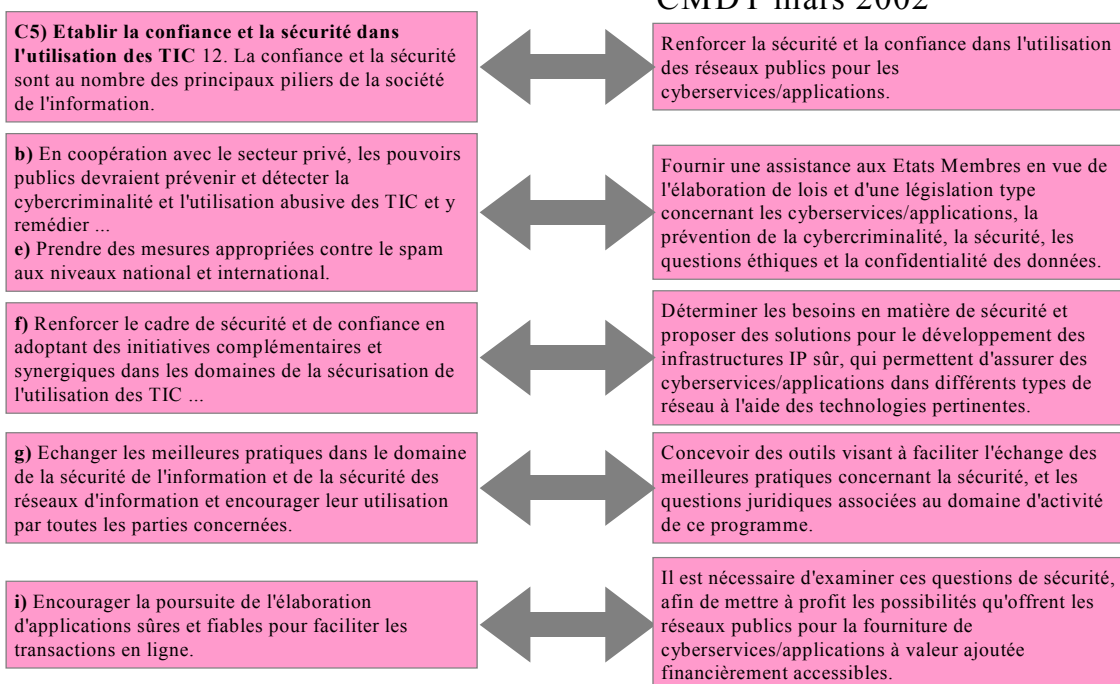 CMDT mars 2002
C5) Etablir la confiance et la sécurité dans
l'utilisation des TIC 12. La confiance et la sécurité
sont au nombre des principaux piliers de la société
de l'information.
Renforcer la sécurité et la confiance dans l'utilisation
des réseaux publics pour les
cyberservices/applications.
b) En coopération avec le secteur privé, les pouvoirs
publics devraient prévenir et détecter la
cybercriminalité et l'utilisation abusive des TIC et y
remédier ...
e) Prendre des mesures appropriées contre le spam
aux niveaux national et international.
Fournir une assistance aux Etats Membres en vue de
l'élaboration de lois et d'une législation type
concernant les cyberservices/applications, la
prévention de la cybercriminalité, la sécurité, les
questions éthiques et la confidentialité des données.
f) Renforcer le cadre de sécurité et de confiance en
adoptant des initiatives complémentaires et
synergiques dans les domaines de la sécurisation de
l'utilisation des TIC ...
Déterminer les besoins en matière de sécurité et
proposer des solutions pour le développement des
infrastructures IP sûr, qui permettent d'assurer des
cyberservices/applications dans différents types de
réseau à l'aide des technologies pertinentes.
g) Echanger les meilleures pratiques dans le domaine
de la sécurité de l'information et de la sécurité des
réseaux d'information et encourager leur utilisation
par toutes les parties concernées.
Concevoir des outils visant à faciliter l'échange des
meilleures pratiques concernant la sécurité, et les
questions juridiques associées au domaine d'activité
de ce programme.
i) Encourager la poursuite de l'élaboration
d'applications sûres et fiables pour faciliter les
transactions en ligne.
Il est nécessaire d'examiner ces questions de sécurité,
afin de mettre à profit les possibilités qu'offrent les
réseaux publics pour la fourniture de
cyberservices/applications à valeur ajoutée
financièrement accessibles.